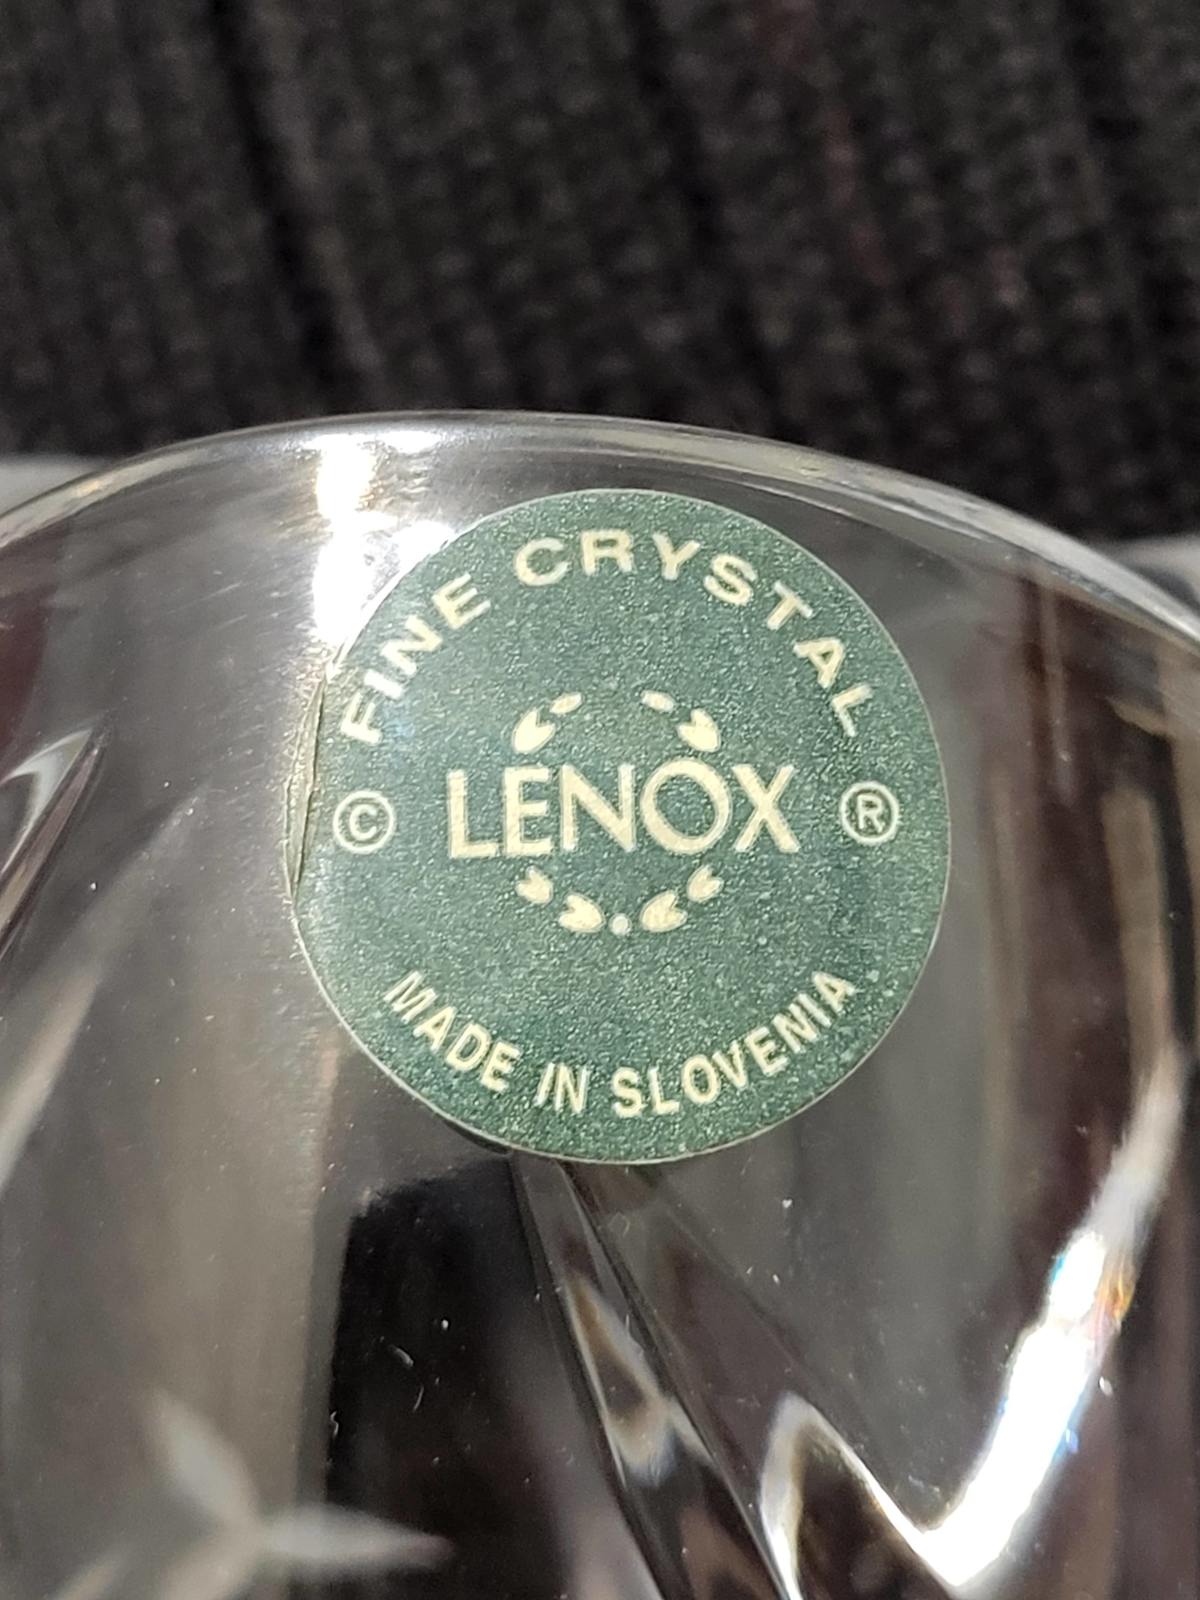 FINE CRYSTAL
© LENOX ®
MADE IN SLOVENIA